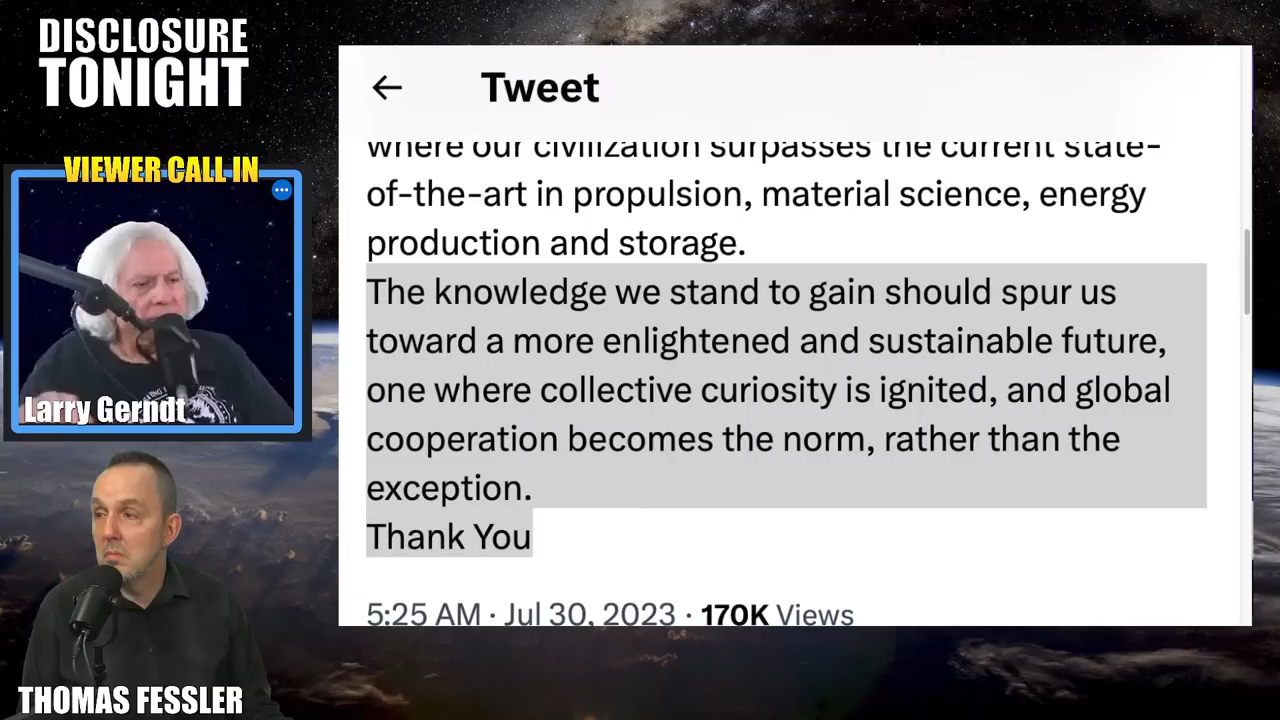 DISCLOSURE
TONIGHT
VIEWER CALL IN
Larry Gerndt
THOMAS FESSLER
Tweet
where our civilization surpasses the current state-
of-the-art in propulsion, material science, energy
production and storage.
The knowledge we stand to gain should spur us
toward a more enlightened and sustainable future,
one where collective curiosity is ignited, and global
cooperation becomes the norm, rather than the
exception.
Thank You
5:25 AM · Jul 30, 2023 · 170K Views